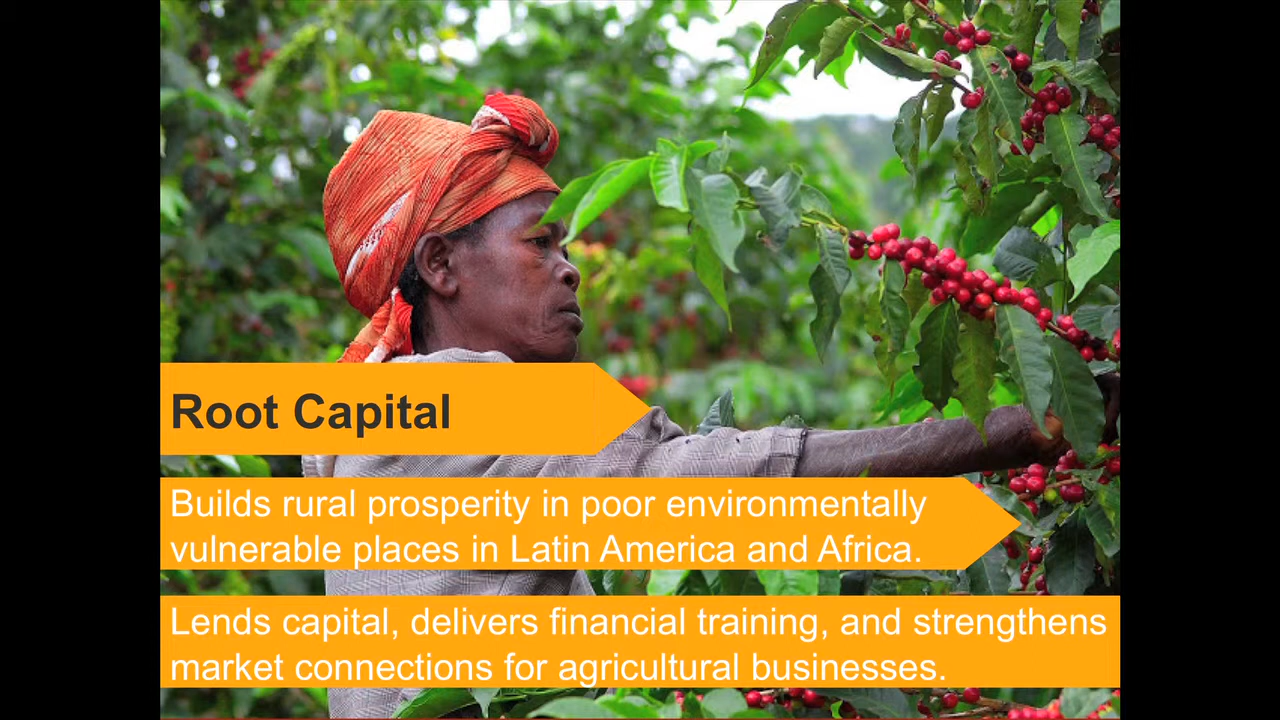 Root Capital
Builds rural prosperity in poor environmentally
vulnerable places in Latin America and Africa.
Lends capital, delivers financial training, and strengthens
market connections for agricultural businesses.